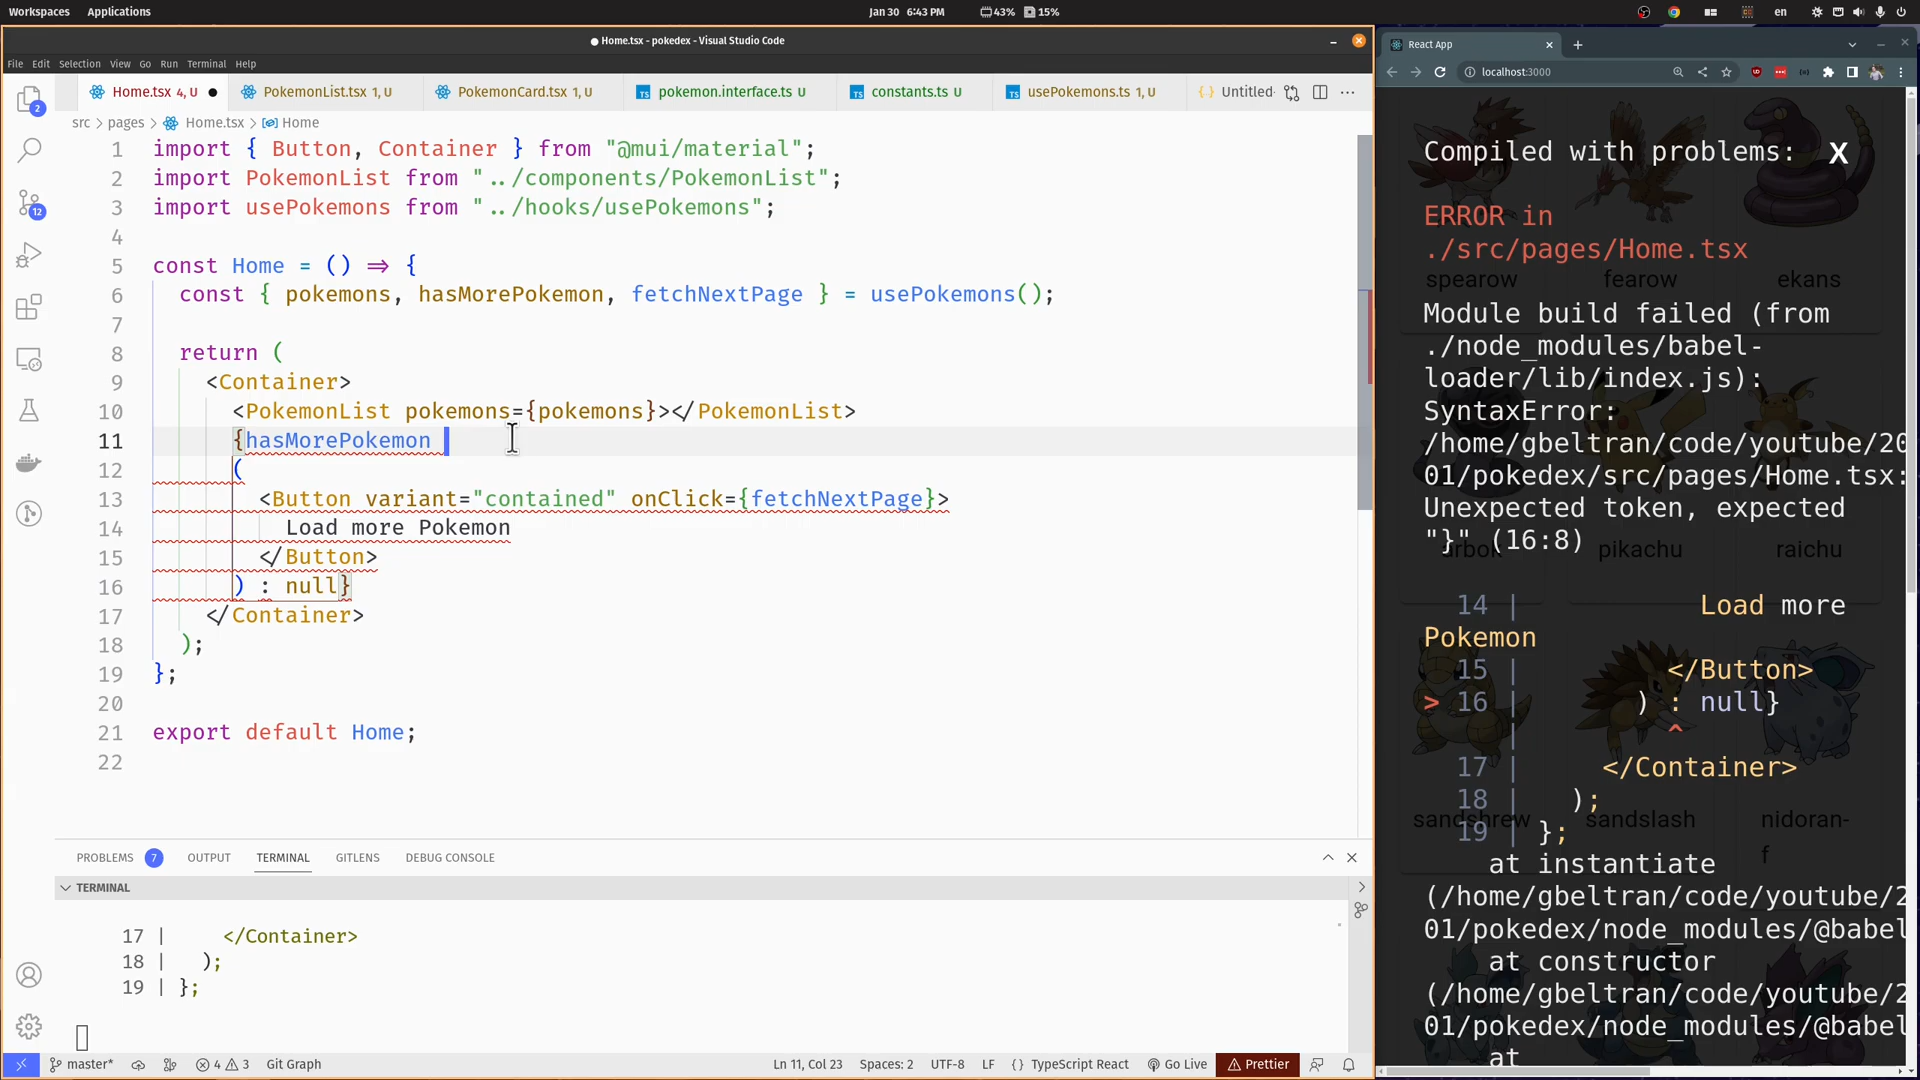 Workspaces Applications Jan 30 6:43 PM 43% 15% en
● Home.tsx - pokedex - Visual Studio Code
File Edit Selection View Go Run Terminal Help
Home.tsx 4, U ● PokemonList.tsx 1, U PokemonCard.tsx 1, U pokemon.interface.ts U constants.ts U usePokemons.ts 1, U Untitled
src > pages > Home.tsx > Home
1 import { Button, Container } from "@mui/material";
2 import PokemonList from "../components/PokemonList";
3 import usePokemons from "../hooks/usePokemons";
4
5 const Home = () => {
6 const { pokemons, hasMorePokemon, fetchNextPage } = usePokemons();
7
8 return (
9 <Container>
10 <PokemonList pokemons={pokemons}></PokemonList>
11 {hasMorePokemon
12 (
13 <Button variant="contained" onClick={fetchNextPage}>
14 Load more Pokemon
15 </Button>
16 ) : null}
17 </Container>
18 );
19 };
20
21 export default Home;
22
2
12
PROBLEMS 7 OUTPUT TERMINAL GITLENS DEBUG CONSOLE
TERMINAL
17 | </Container>
18 | );
19 | };
master* 4 3 Git Graph Ln 11, Col 23 Spaces: 2 UTF-8 LF {} TypeScript React Go Live Prettier
React App
localhost:3000
Compiled with problems: X
ERROR in
./src/pages/Home.tsx
spearow fearow ekans
Module build failed (from
./node_modules/babel-
loader/lib/index.js):
SyntaxError:
/home/gbeltran/code/youtube/20
01/pokedex/src/pages/Home.tsx:
Unexpected token, expected
"}" (16:8)
arbok pikachu raichu
14 | Load more
Pokemon
15 | </Button>
> 16 | ) : null}
| ^
17 | </Container>
18 | );
sandshrew sandslash nidoran-
19 | };
f
at instantiate
(/home/gbeltran/code/youtube/2
01/pokedex/node_modules/@babel
at constructor
(/home/gbeltran/code/youtube/2
01/pokedex/node_modules/@babel
at